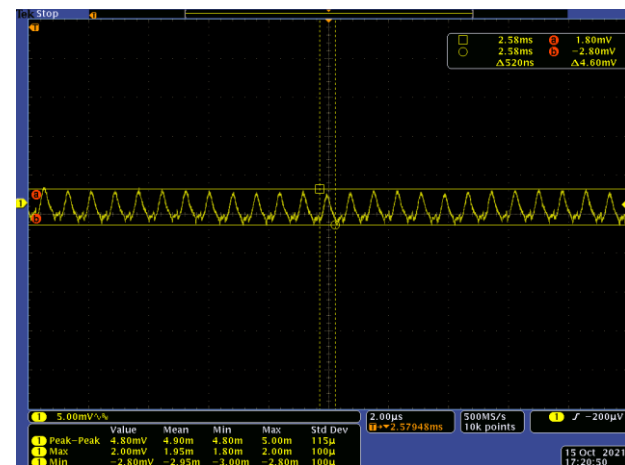 Tek Stop
T
2.58ms a 1.80mV
2.58ms b −2.80mV
Δ520ns Δ4.60mV
a
1
b
1 5.00mV
2.00µs
T→▼2.57948ms
500MS/s
10k points
1 −200µV
Value Mean Min Max Std Dev
1 Peak–Peak 4.80mV 4.90m 4.80m 5.00m 115µ
1 Max 2.00mV 1.95m 1.80m 2.00m 100µ
1 Min −2.80mV −2.95m −3.00m −2.80m 100µ
15 Oct 2021
17:20:50